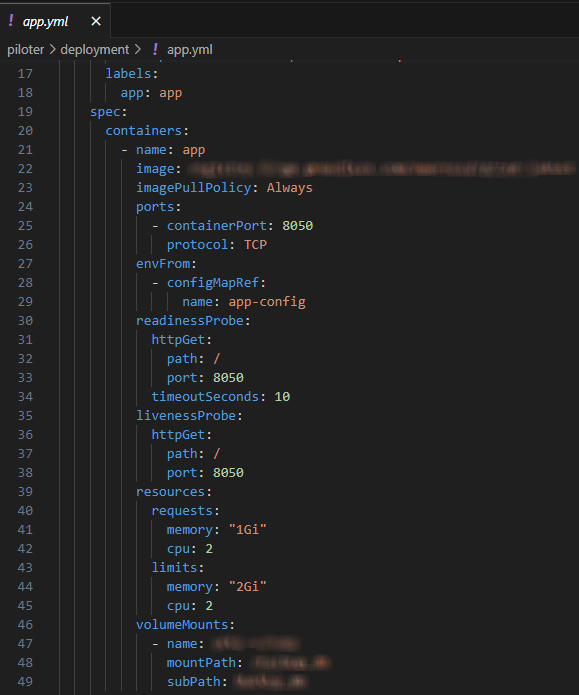 ! app.yml ×
piloter > deployment > ! app.yml
17 labels:
18 app: app
19 spec:
20 containers:
21 - name: app
22 image:
23 imagePullPolicy: Always
24 ports:
25 - containerPort: 8050
26 protocol: TCP
27 envFrom:
28 - configMapRef:
29 name: app-config
30 readinessProbe:
31 httpGet:
32 path: /
33 port: 8050
34 timeoutSeconds: 10
35 livenessProbe:
36 httpGet:
37 path: /
38 port: 8050
39 resources:
40 requests:
41 memory: "1Gi"
42 cpu: 2
43 limits:
44 memory: "2Gi"
45 cpu: 2
46 volumeMounts:
47 - name:
48 mountPath:
49 subPath: